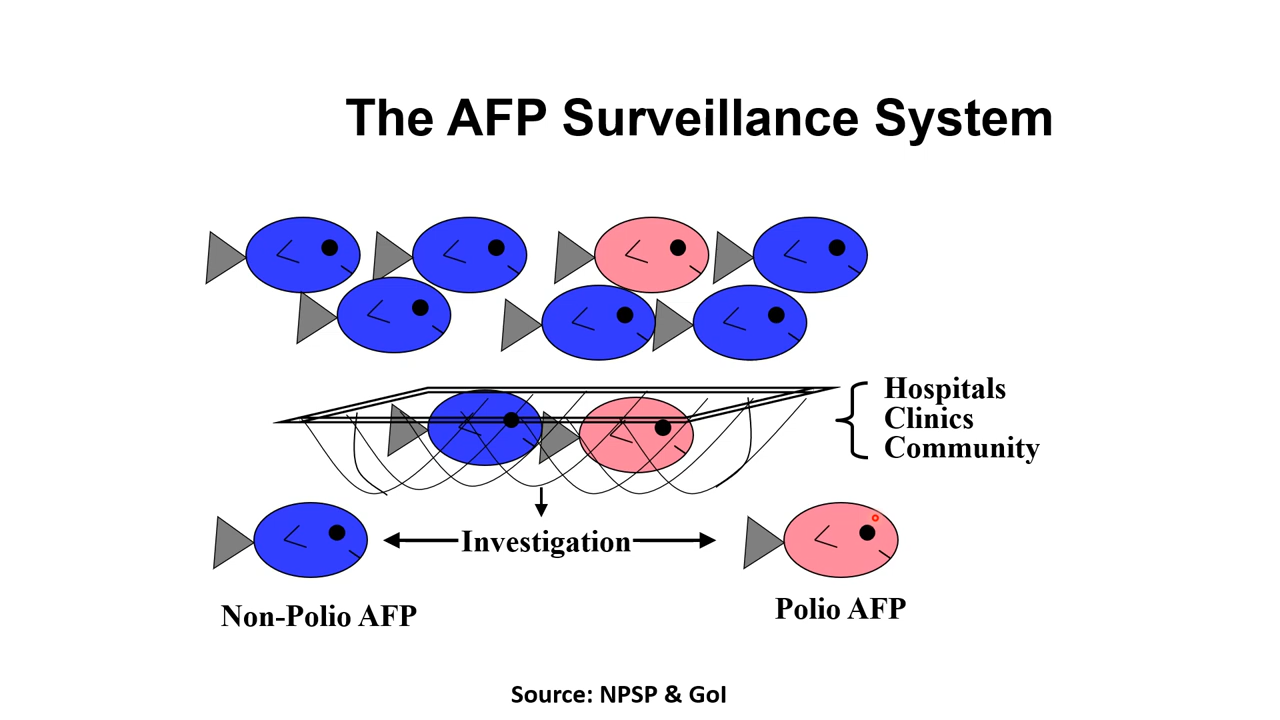 The AFP Surveillance System
Hospitals
Clinics
Community
Investigation
Non-Polio AFP
Polio AFP
Source: NPSP & GoI